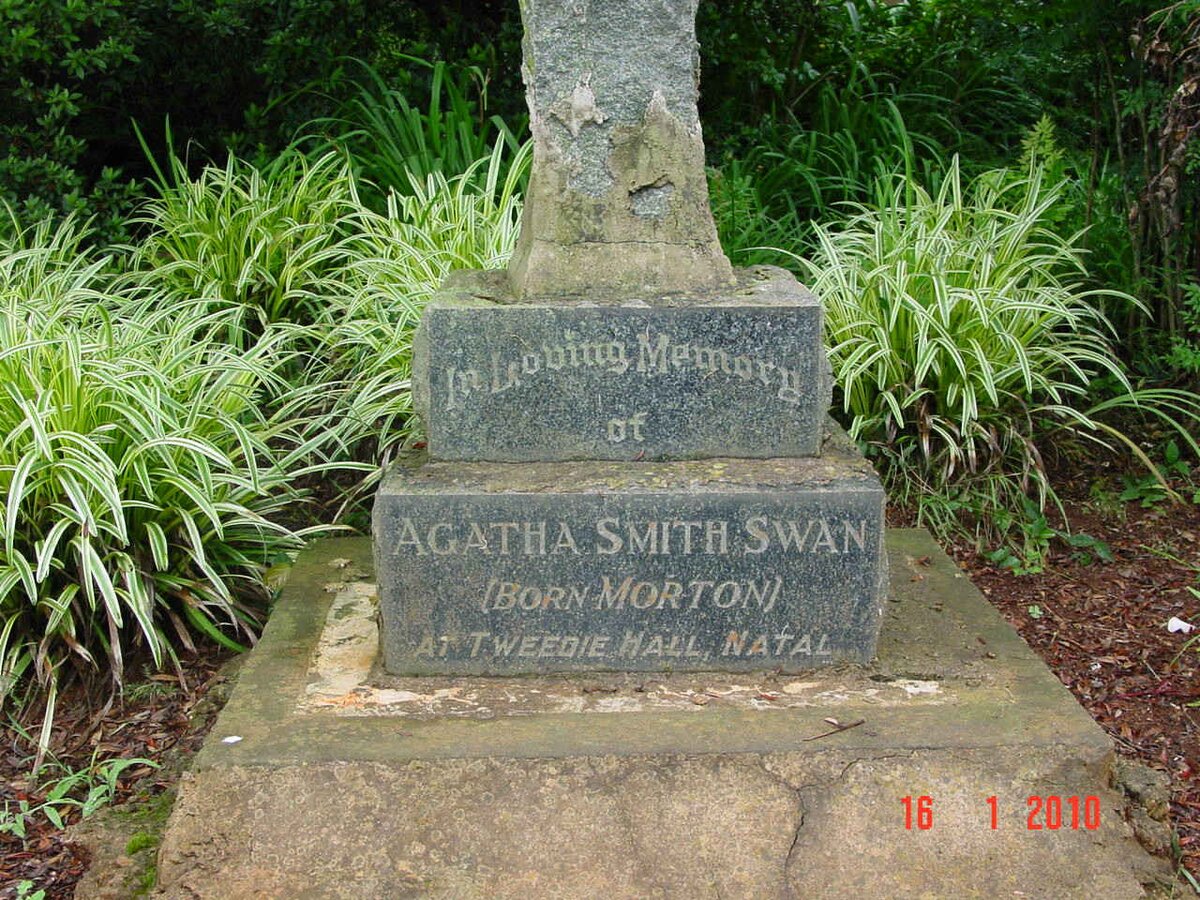 In Loving Memory
of
AGATHA SMITH SWAN
(BORN MORTON)
AT TWEEDIE HALL, NATAL
16 1 2010